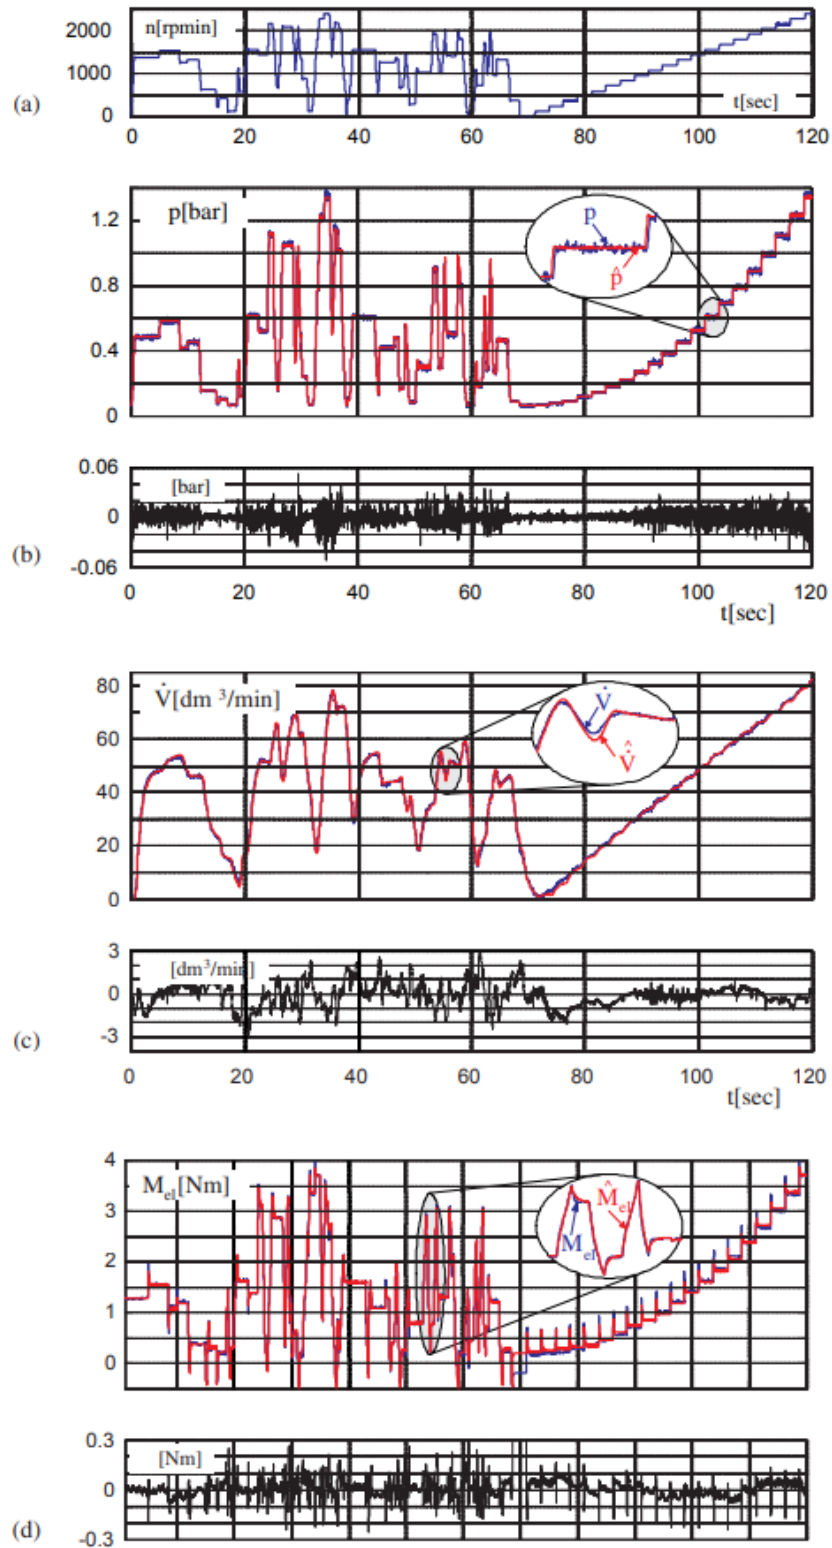 n[rpmin]
2000
1000
0
(a)
t[sec]
0 20 40 60 80 100 120
p[bar]
1.2
0.8
0.4
0
p
p̂
0.06
[bar]
0
-0.06
(b)
0 20 40 60 80 100 120
t[sec]
80
V̇[dm ³/min]
60
40
20
0
V̇
V̇̂
3
[dm³/min]
0
-3
(c)
0 20 40 60 80 100 120
t[sec]
4
M_el[Nm]
3
2
1
0
M̂_el
M_el
0.3
[Nm]
0
-0.3
(d)